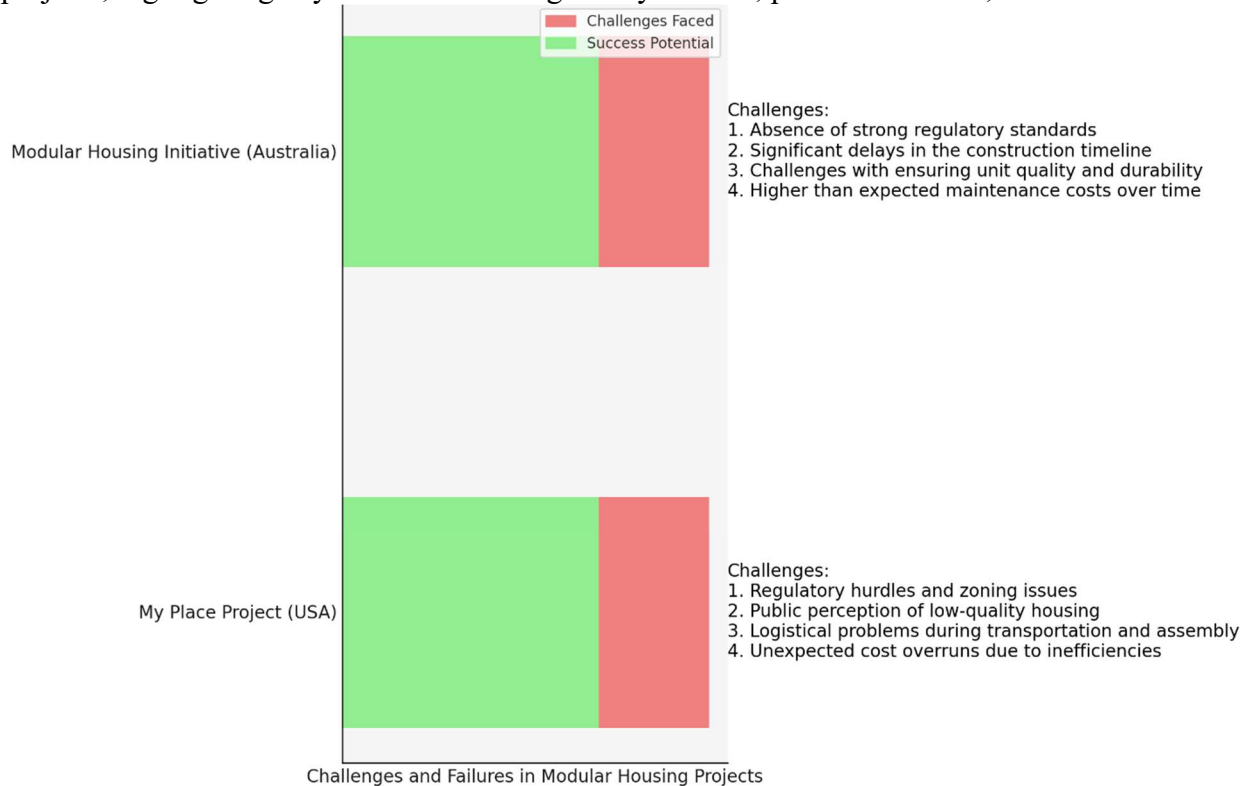 Challenges Faced
Success Potential
Modular Housing Initiative (Australia)
Challenges:
1. Absence of strong regulatory standards
2. Significant delays in the construction timeline
3. Challenges with ensuring unit quality and durability
4. Higher than expected maintenance costs over time
My Place Project (USA)
Challenges:
1. Regulatory hurdles and zoning issues
2. Public perception of low-quality housing
3. Logistical problems during transportation and assembly
4. Unexpected cost overruns due to inefficiencies
Challenges and Failures in Modular Housing Projects